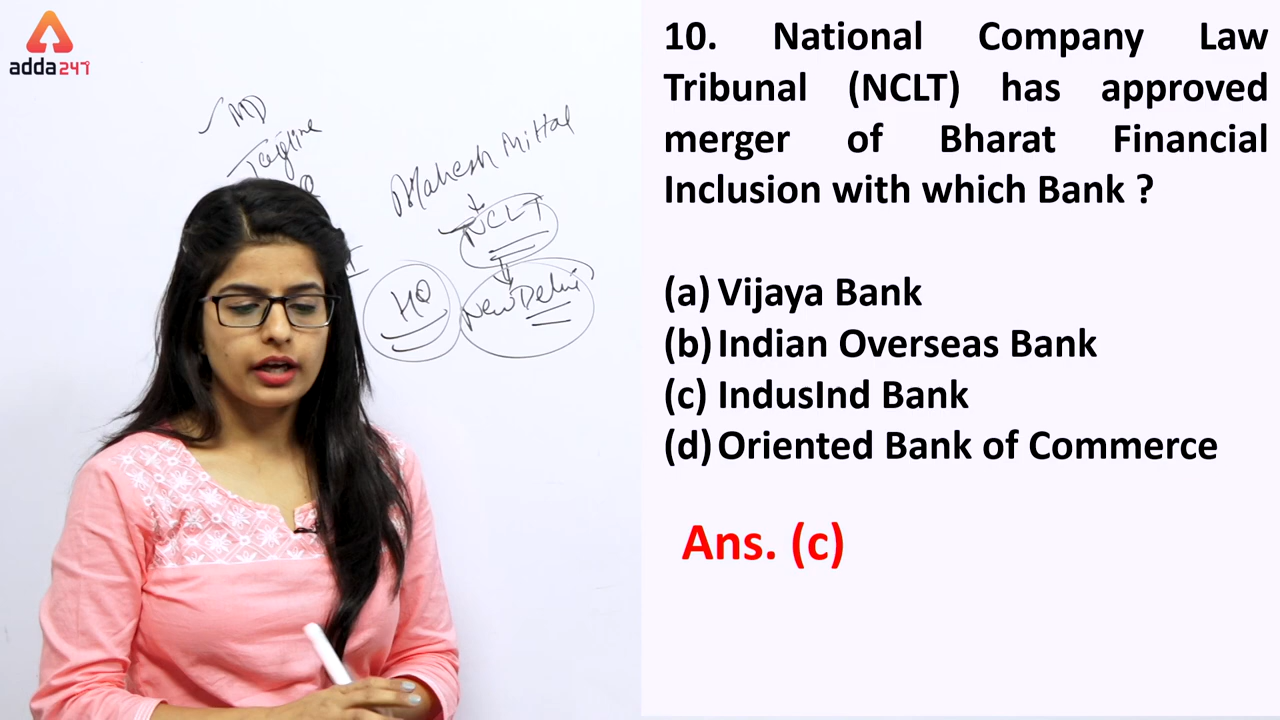 adda247
MD
Tagline
Mahesh Mittal
NCLT
HQ
New Delhi
10. National Company Law
Tribunal (NCLT) has approved
merger of Bharat Financial
Inclusion with which Bank ?
(a) Vijaya Bank
(b) Indian Overseas Bank
(c) IndusInd Bank
(d) Oriented Bank of Commerce
Ans. (c)